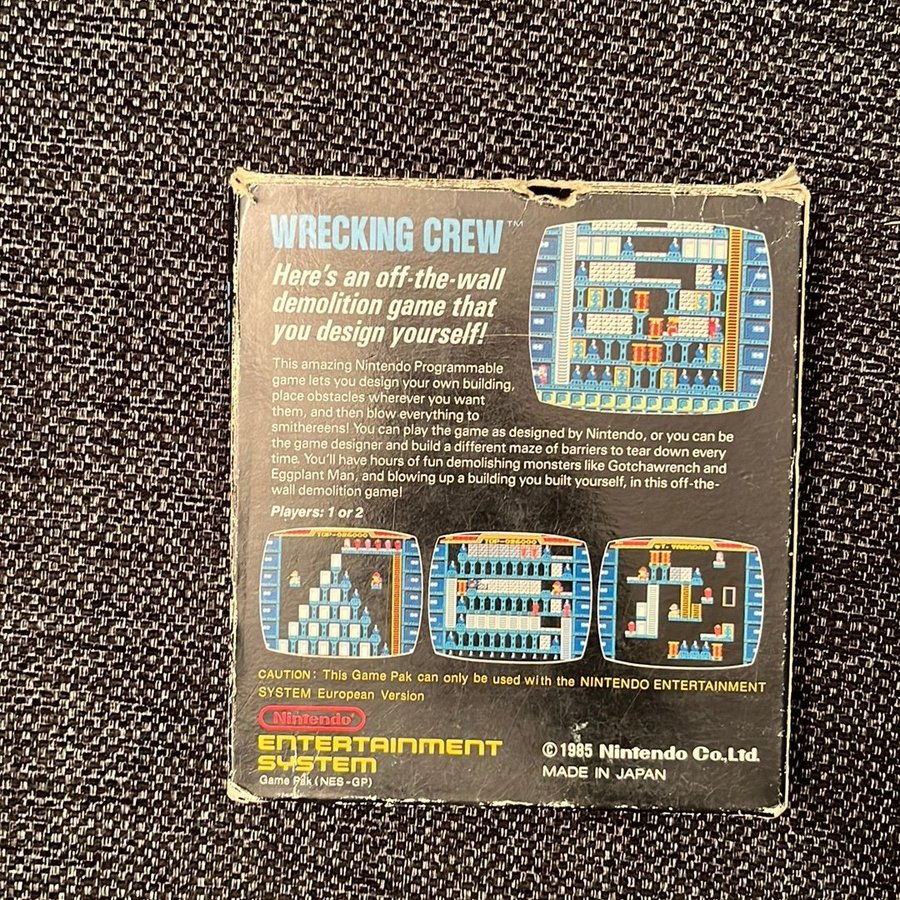 WRECKING CREW™
Here's an off-the-wall
demolition game that
you design yourself!
This amazing Nintendo Programmable
game lets you design your own building,
place obstacles wherever you want
them, and then blow everything to
smithereens! You can play the game as designed by Nintendo, or you can be
the game designer and build a different maze of barriers to tear down every
time. You'll have hours of fun demolishing monsters like Gotchawrench and
Eggplant Man, and blowing up a building you built yourself, in this off-the-
wall demolition game!
Players: 1 or 2
TOP-026000
TOP-026000
CAUTION: This Game Pak can only be used with the NINTENDO ENTERTAINMENT
SYSTEM European Version
Nintendo®
ENTERTAINMENT
SYSTEM
Game Pak (NES-GP)
© 1985 Nintendo Co., Ltd.
MADE IN JAPAN